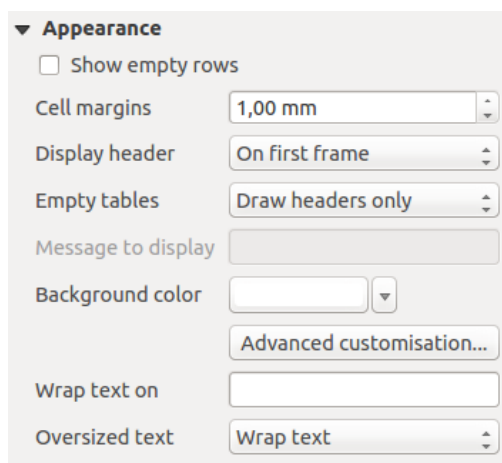 Appearance
Show empty rows
Cell margins 1,00 mm
Display header On first frame
Empty tables Draw headers only
Message to display
Background color
Advanced customisation...
Wrap text on
Oversized text Wrap text